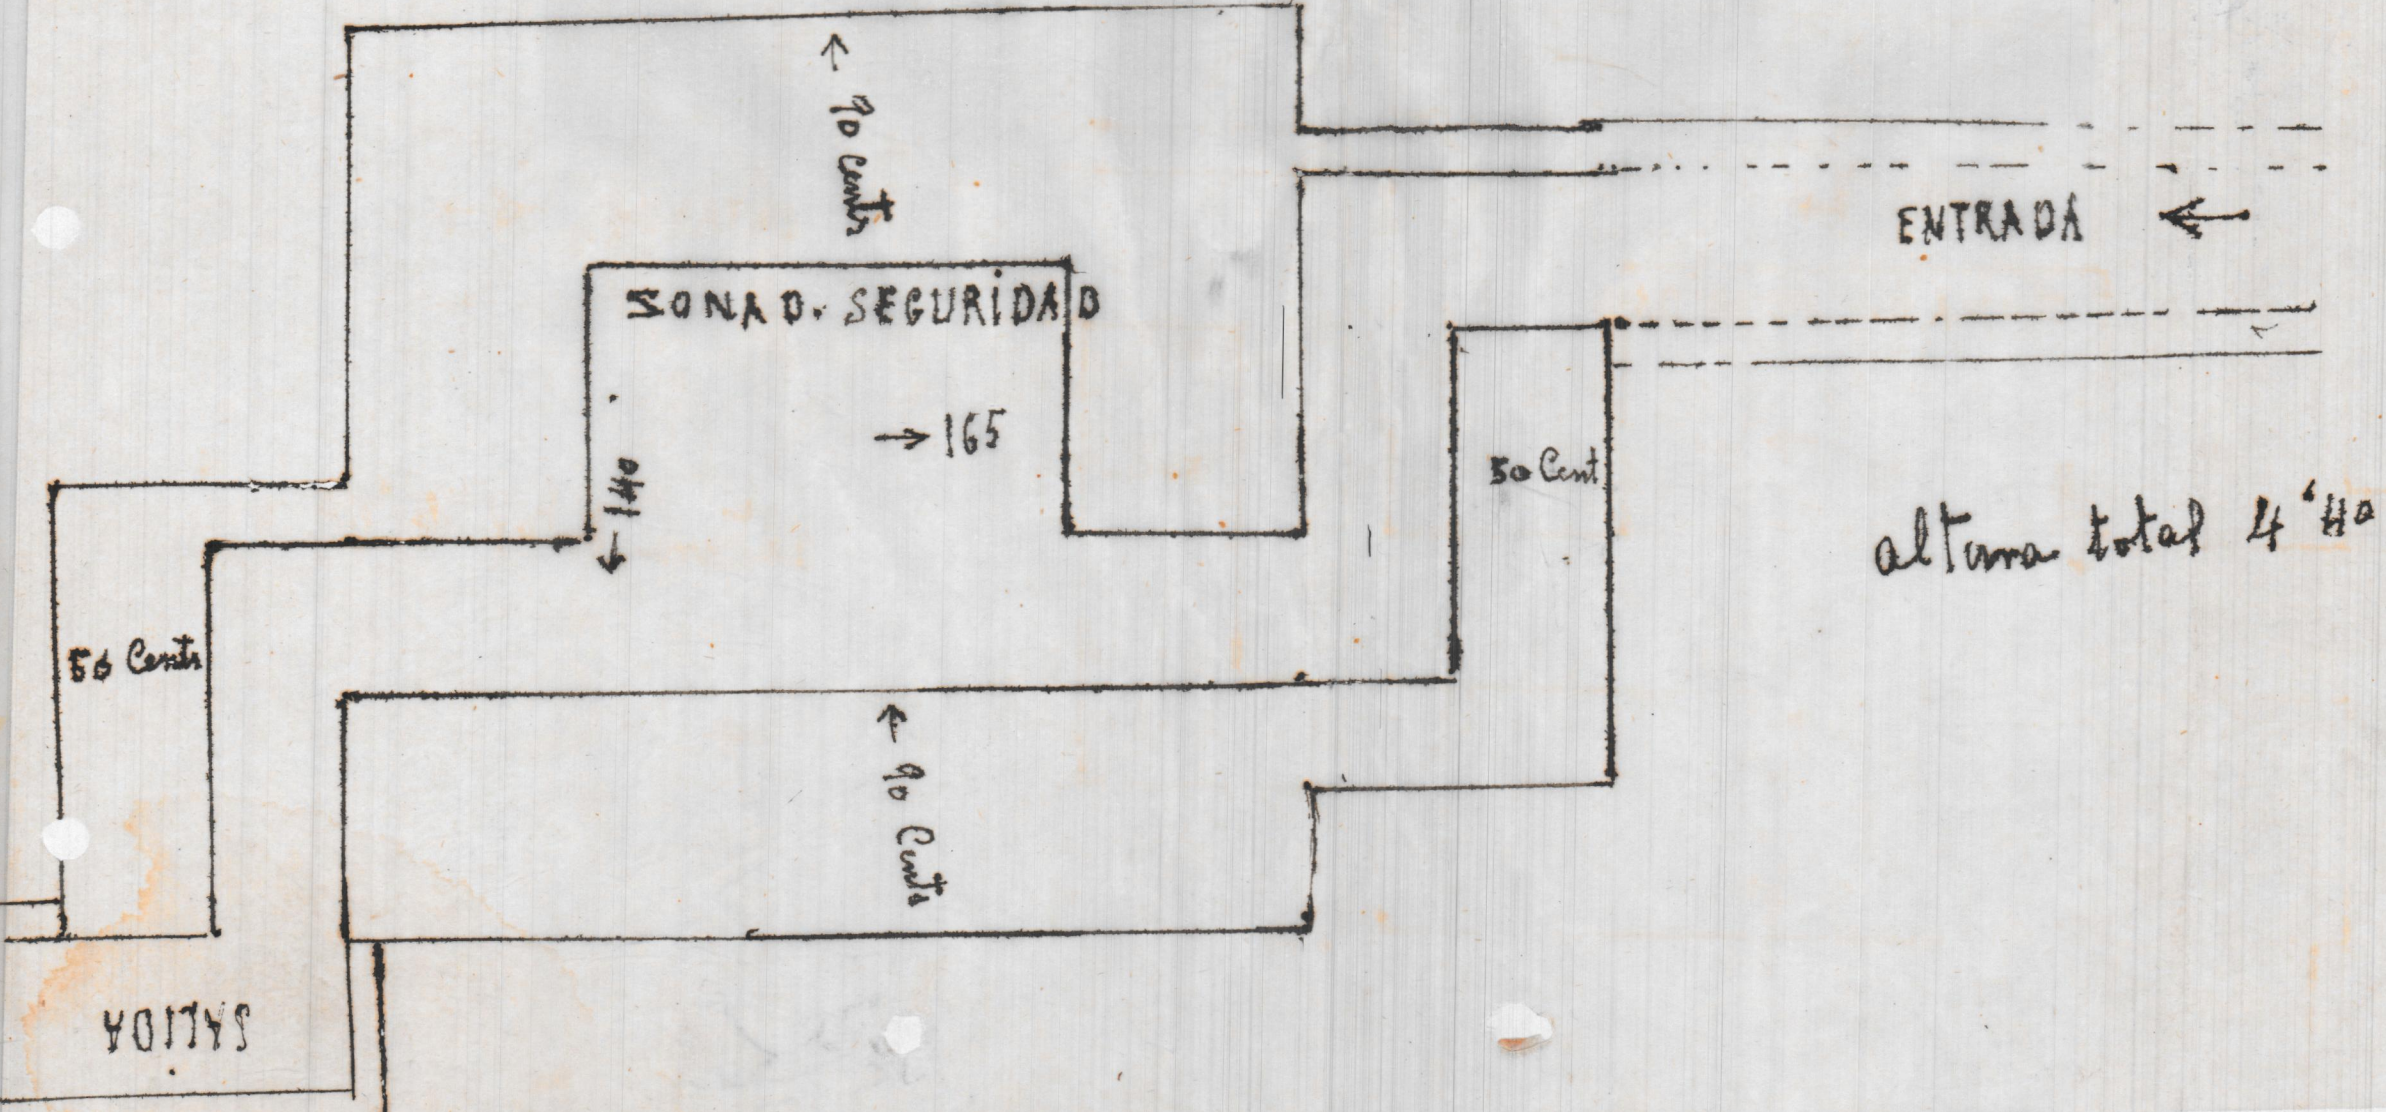 90 cents
ENTRADA
SONA D. SEGURIDAD
165
140
50 Cent
altura total 4'40
50 Cents
90 Cents
SALIDA